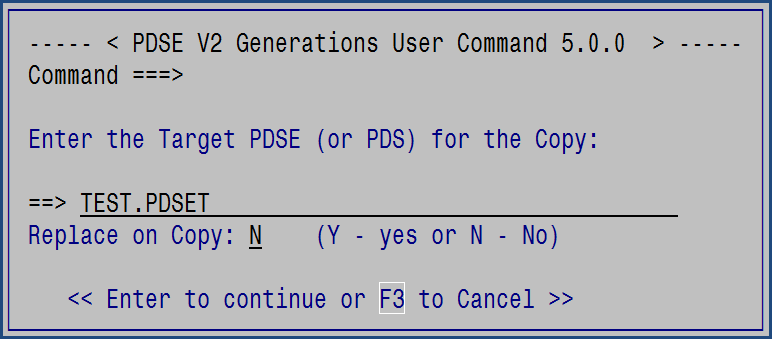 ----- < PDSE V2 Generations User Command 5.0.0  > -----
Command ===>
Enter the Target PDSE (or PDS) for the Copy:
==> TEST.PDSET
Replace on Copy: N    (Y - yes or N - No)
<< Enter to continue or F3 to Cancel >>